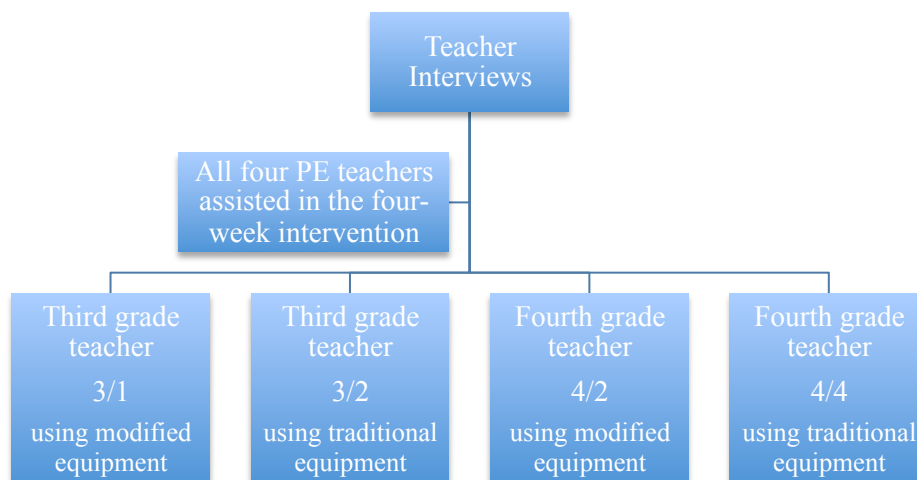 Teacher
Interviews
All four PE teachers
assisted in the four-
week intervention
Third grade
teacher
3/1
using modified
equipment
Third grade
teacher
3/2
using traditional
equipment
Fourth grade
teacher
4/2
using modified
equipment
Fourth grade
teacher
4/4
using traditional
equipment